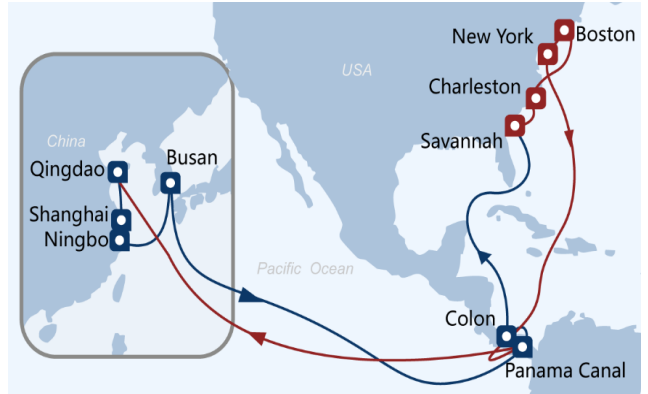 New York
Boston
USA
Charleston
China
Savannah
Qingdao
Busan
Shanghai
Ningbo
Pacific Ocean
Colon
Panama Canal